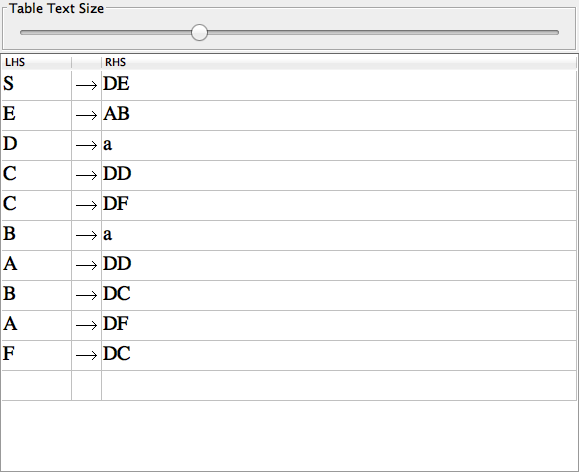 Table Text Size
LHS RHS
S → DE
E → AB
D → a
C → DD
C → DF
B → a
A → DD
B → DC
A → DF
F → DC